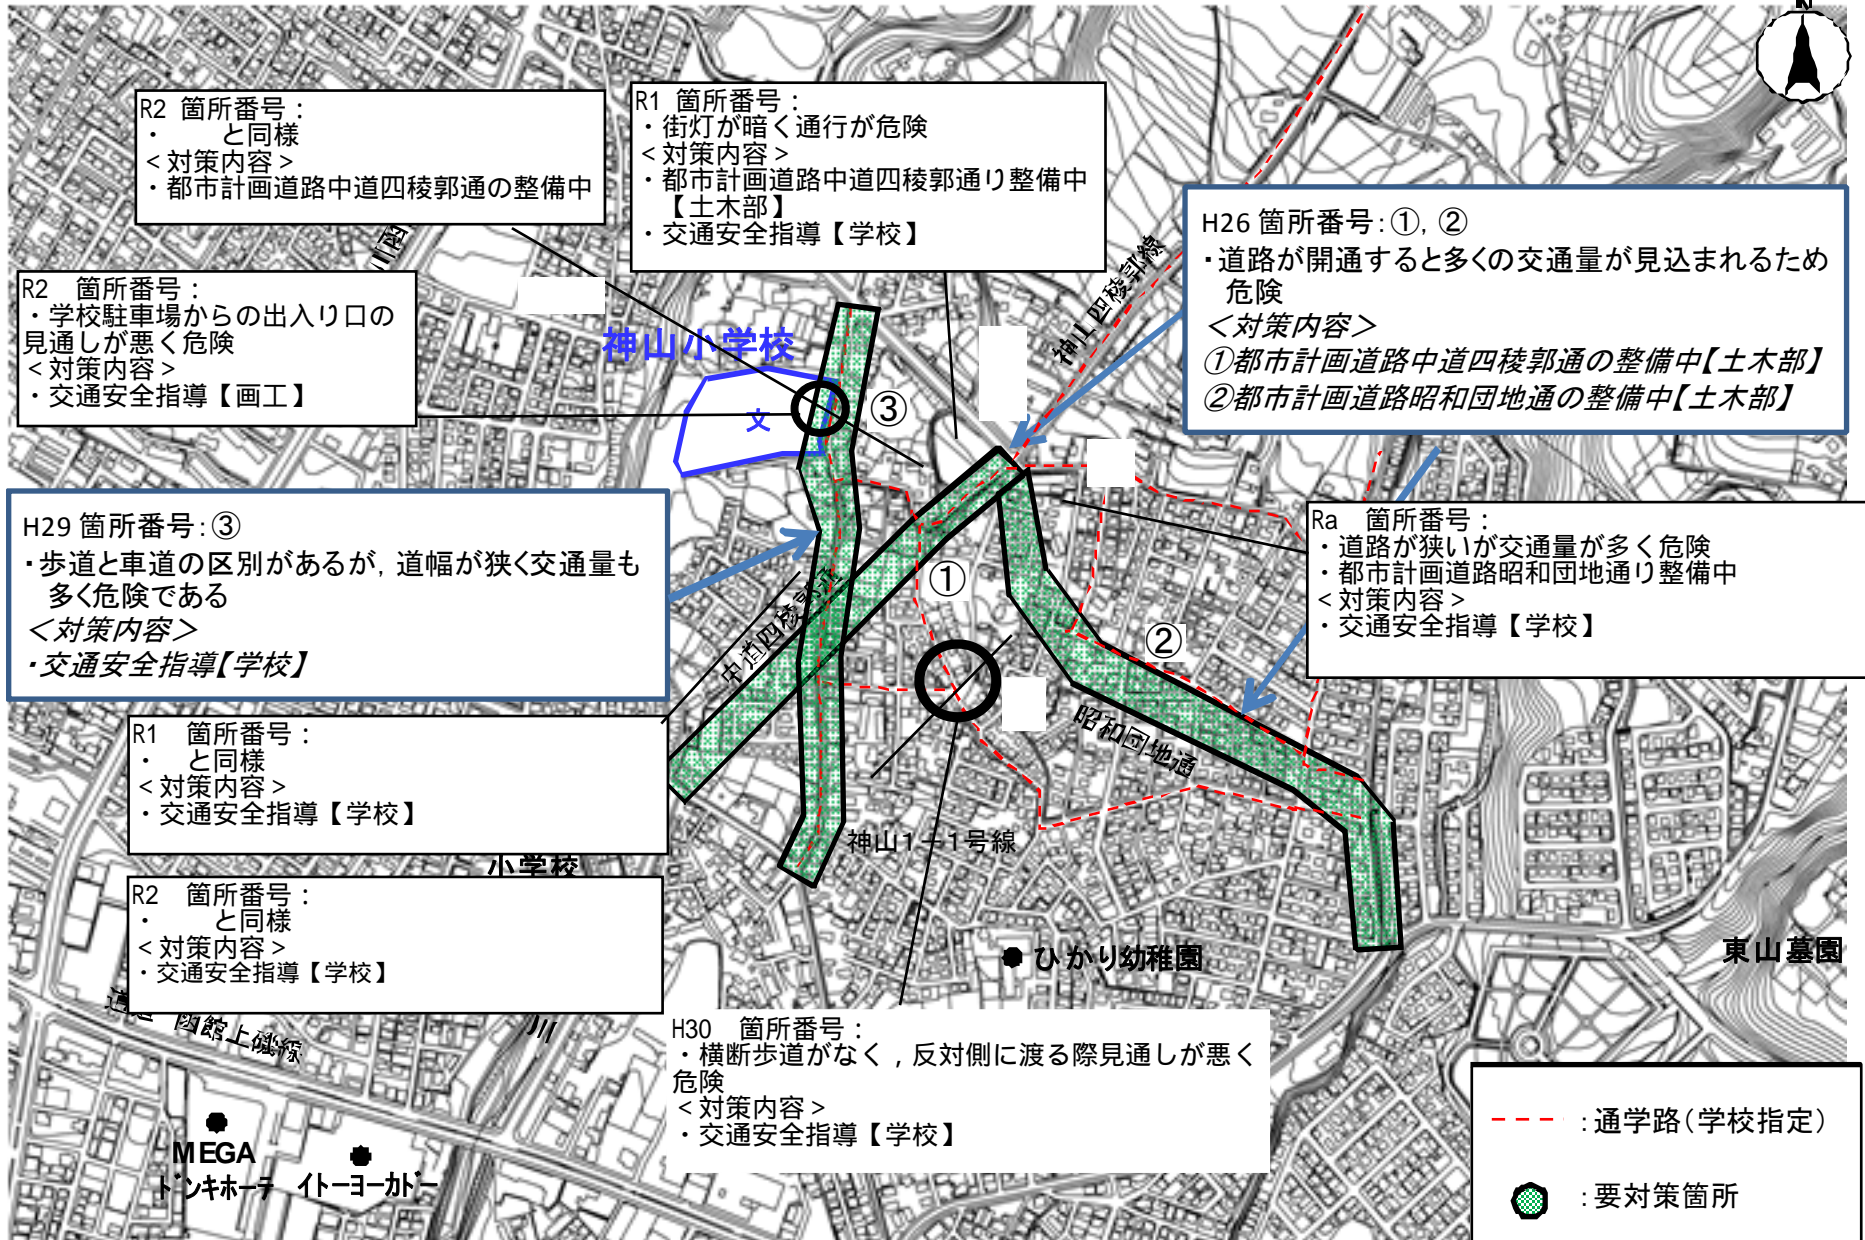 N
R2 箇所番号：
・　　と同様
＜対策内容＞
・都市計画道路中道四稜郭通の整備中
R1 箇所番号：
・街灯が暗く通行が危険
＜対策内容＞
・都市計画道路中道四稜郭通り整備中
【土木部】
・交通安全指導【学校】
H26 箇所番号：①，②
・道路が開通すると多くの交通量が見込まれるため
危険
＜対策内容＞
①都市計画道路中道四稜郭通の整備中【土木部】
②都市計画道路昭和団地通の整備中【土木部】
R2　箇所番号：
・学校駐車場からの出入り口の
見通しが悪く危険
＜対策内容＞
・交通安全指導【画工】
神山小学校
文
③
神山四稜郭線
H29 箇所番号：③
・歩道と車道の区別があるが，道幅が狭く交通量も
多く危険である
＜対策内容＞
・交通安全指導【学校】
Ra　箇所番号：
・道路が狭いが交通量が多く危険
・都市計画道路昭和団地通り整備中
＜対策内容＞
・交通安全指導【学校】
①
②
中道四稜郭通
昭和団地通
R1　箇所番号：
・　と同様
＜対策内容＞
・交通安全指導【学校】
神山1－1号線
小学校
R2　箇所番号：
・　　と同様
＜対策内容＞
・交通安全指導【学校】
ひかり幼稚園
東山墓園
函館上磯線
川
H30　箇所番号：
・横断歩道がなく，反対側に渡る際見通しが悪く
危険
＜対策内容＞
・交通安全指導【学校】
MEGA
ドンキホーテ
イトーヨーカドー
：通学路（学校指定）
：要対策箇所